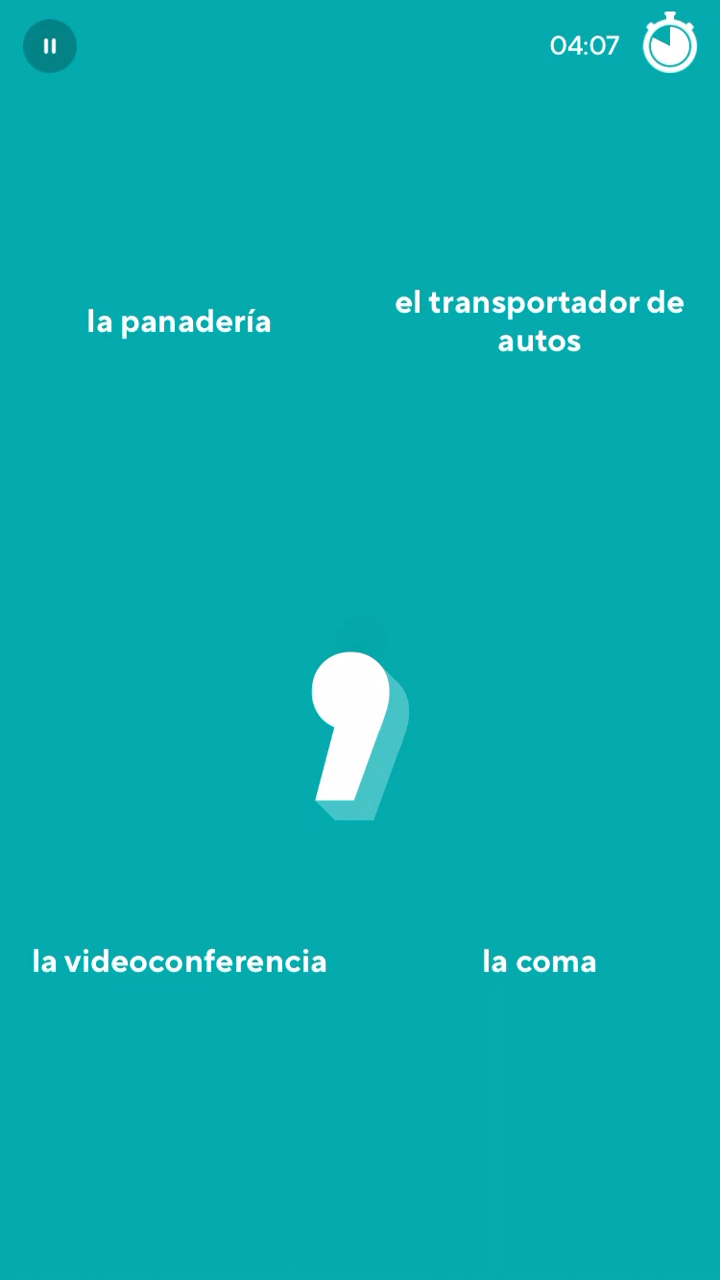 04:07
la panadería
el transportador de
autos
la videoconferencia
la coma